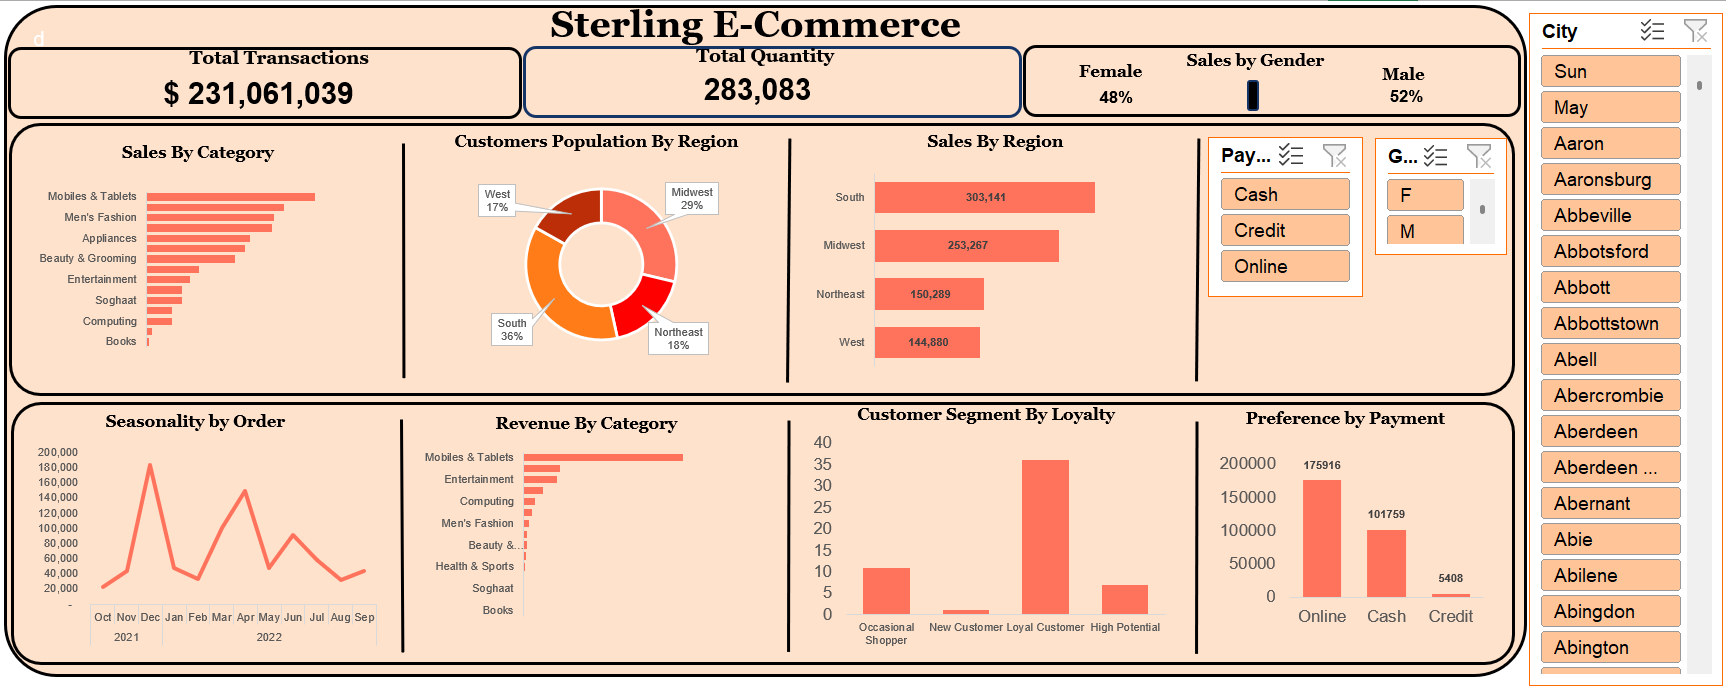 Sterling E-Commerce
d
Total Transactions
$ 231,061,039
Total Quantity
283,083
Sales by Gender
Female
48%
Male
52%
Sales By Category
Mobiles & Tablets
Men's Fashion
Appliances
Beauty & Grooming
Entertainment
Soghaat
Computing
Books
Customers Population By Region
West
17%
Midwest
29%
South
36%
Northeast
18%
Sales By Region
South
303,141
Midwest
253,267
Northeast
150,289
West
144,880
Pay...
Cash
Credit
Online
G...
F
M
Seasonality by Order
200,000
180,000
160,000
140,000
120,000
100,000
80,000
60,000
40,000
20,000
-
Oct Nov Dec Jan Feb Mar Apr May Jun Jul Aug Sep
2021 2022
Revenue By Category
Mobiles & Tablets
Entertainment
Computing
Men's Fashion
Beauty &...
Health & Sports
Soghaat
Books
Customer Segment By Loyalty
40
35
30
25
20
15
10
5
0
Occasional
Shopper
New Customer
Loyal Customer
High Potential
Preference by Payment
200000
150000
100000
50000
0
175916
101759
5408
Online
Cash
Credit
City
Sun
May
Aaron
Aaronsburg
Abbeville
Abbotsford
Abbott
Abbottstown
Abell
Abercrombie
Aberdeen
Aberdeen ...
Abernant
Abie
Abilene
Abingdon
Abington